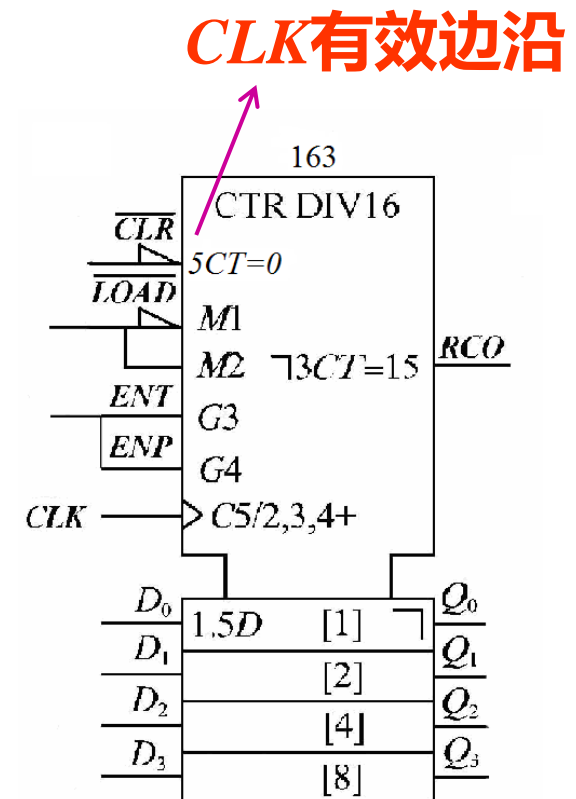 CLK有效边沿
163
CTR DIV16
CLR
5CT=0
LOAD
M1
M2
┐3CT=15
RCO
ENT
G3
ENP
G4
CLK
C5/2,3,4+
D₀
1,5D
[1]
┐
Q₀
D₁
[2]
Q₁
D₂
[4]
Q₂
D₃
[8]
Q₃